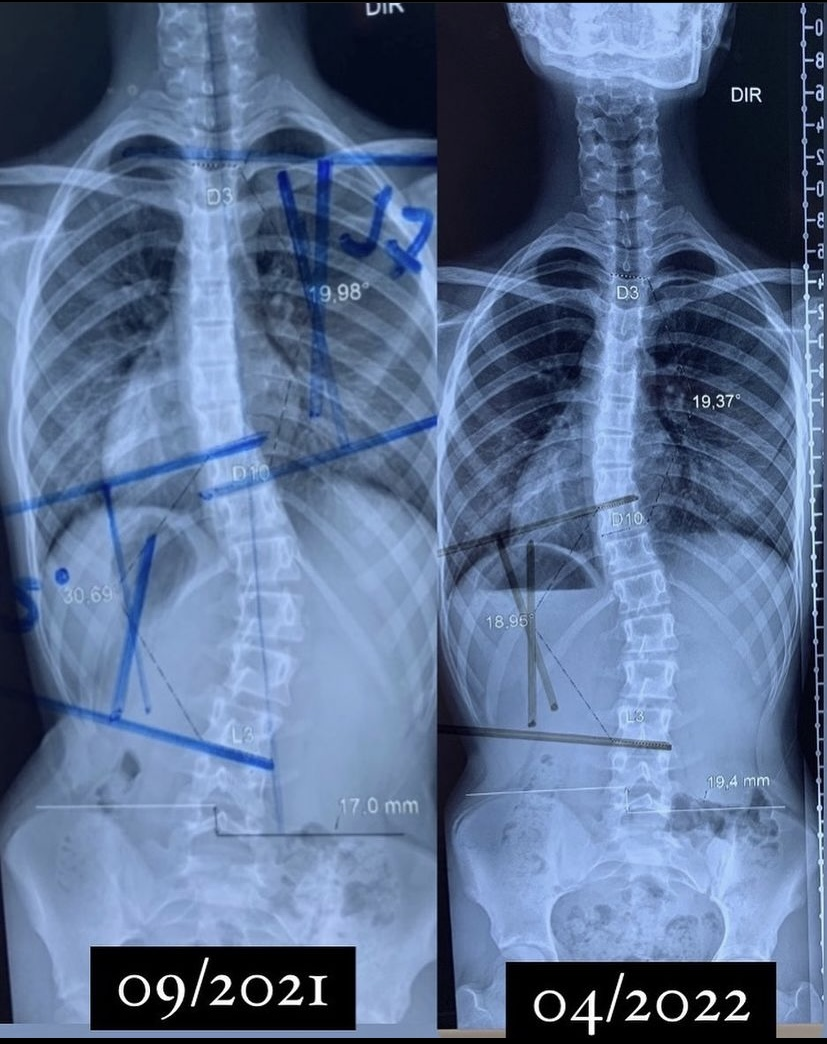 DIR
D3
19,98°
D10
30,69
L3
17.0 mm
09/2021
DIR
D3
19,37°
D10
18,95°
L3
19,4 mm
04/2022